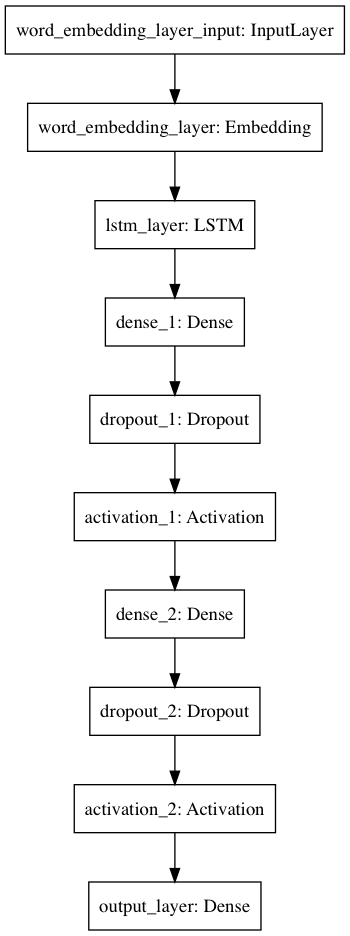 word_embedding_layer_input: InputLayer
word_embedding_layer: Embedding
lstm_layer: LSTM
dense_1: Dense
dropout_1: Dropout
activation_1: Activation
dense_2: Dense
dropout_2: Dropout
activation_2: Activation
output_layer: Dense